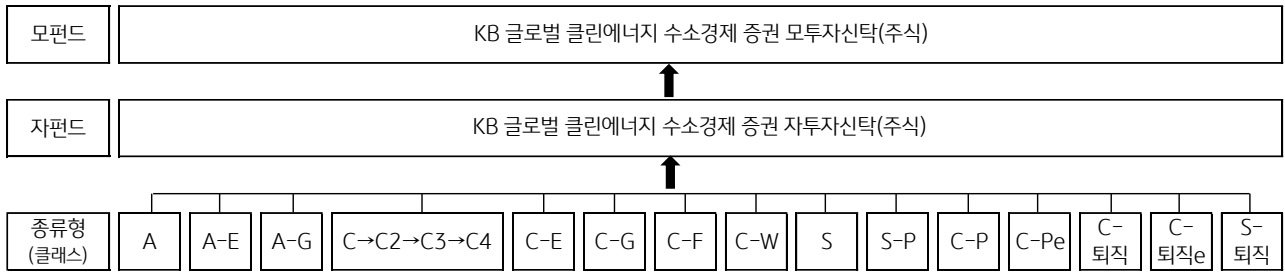 모펀드
KB 글로벌 클린에너지 수소경제 증권 모투자신탁(주식)
자펀드
KB 글로벌 클린에너지 수소경제 증권 자투자신탁(주식)
종류형
(클래스)
A
A-E
A-G
C→C2→C3→C4
C-E
C-G
C-F
C-W
S
S-P
C-P
C-Pe
C-
퇴직
C-
퇴직e
S-
퇴직